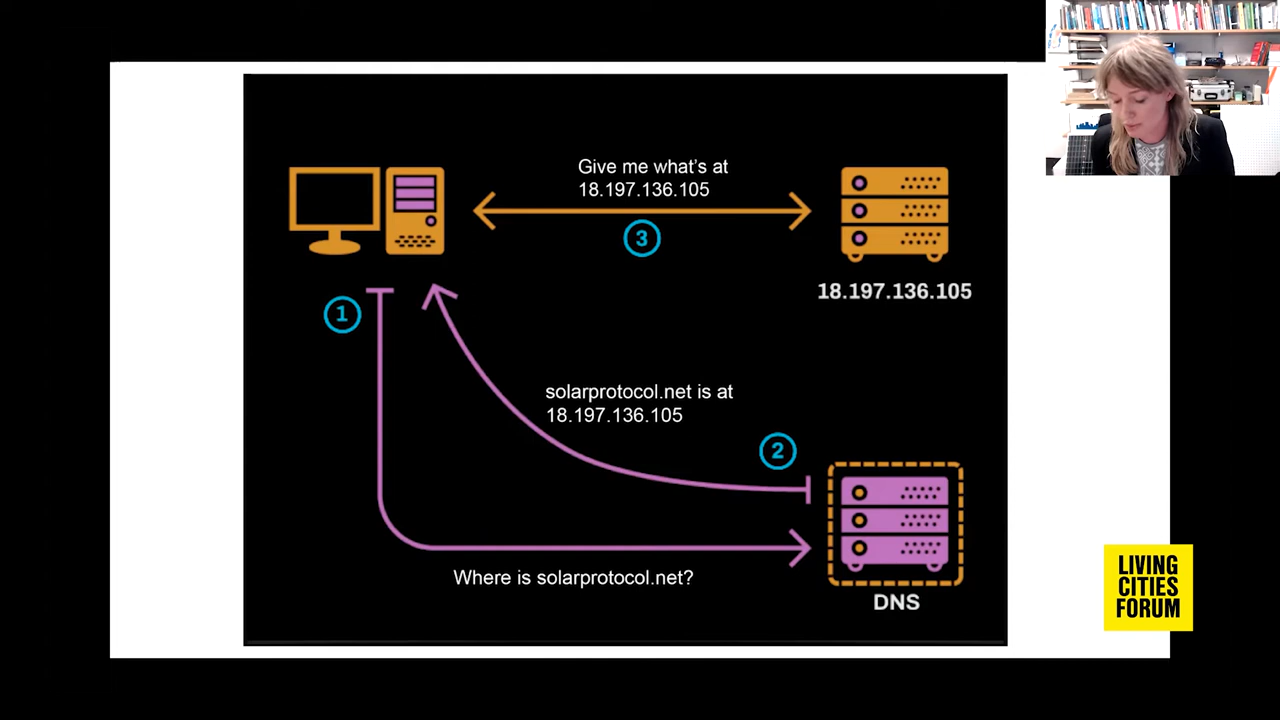 Give me what's at
18.197.136.105
3
18.197.136.105
1
solarprotocol.net is at
18.197.136.105
2
Where is solarprotocol.net?
DNS
LIVING
CITIES
FORUM